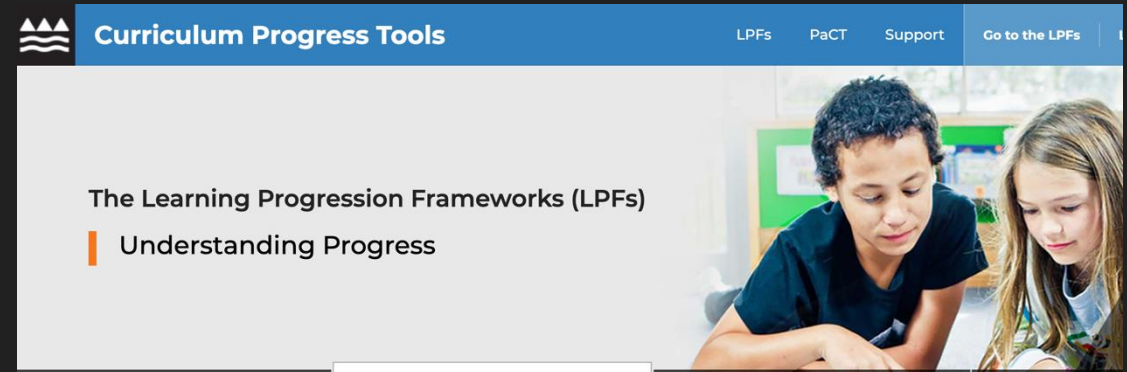 Curriculum Progress Tools
LPFs PaCT Support Go to the LPFs
The Learning Progression Frameworks (LPFs)
Understanding Progress